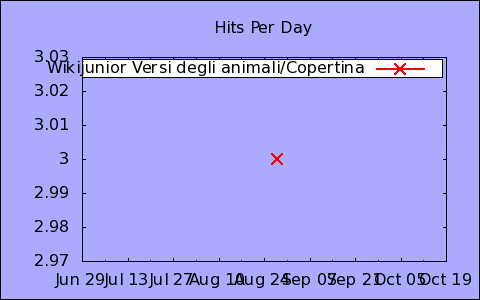 Hits Per Day
3.03
Wikijunior Versi degli animali/Copertina
3.02
3.01
3
2.99
2.98
2.97
Jun 29 Jul 13 Jul 27 Aug 10 Aug 24 Sep 07 Sep 21 Oct 05 Oct 19